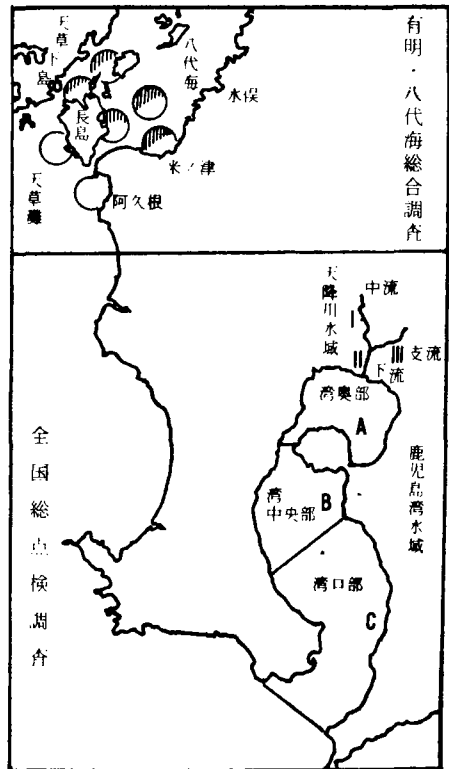 有明・八代海総合調査
天草下島
八代海
水俣
長島
米ノ津
天草灘
阿久根
全国総点検調査
天降川水域
中流
I
II
III
支流
下流
湾奥部
A
鹿児島湾水域
湾中央部
B
湾口部
C